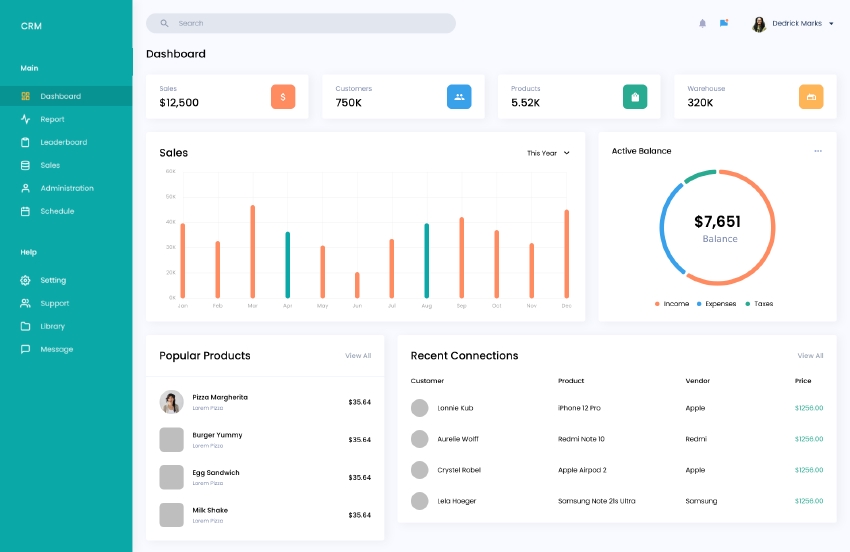 CRM
Main
Dashboard
Report
Leaderboard
Sales
Administration
Schedule
Help
Setting
Support
Library
Message
Search
Dedrick Marks
Dashboard
Sales
$12,500
$
Customers
750K
Products
5.52K
Warehouse
320K
Sales
This Year
60K
50K
40K
20K
5K
Jan Feb Mar Apr May Jun Jul Aug Sep Oct Nov Dec
Active Balance
$7,651
Balance
Income Expenses Taxes
Popular Products View All
Pizza Margherita $35.64
Lorem Pizza
Burger Yummy $35.64
Lorem Pizza
Egg Sandwich $35.64
Lorem Pizza
Milk Shake $35.64
Lorem Pizza
Recent Connections View All
Customer Product Vendor Price
Lonnie Kub iPhone 12 Pro Apple $1256.00
Aurelie Wolff Redmi Note 10 Redmi $1256.00
Crystel Robel Apple Airpod 2 Apple $1256.00
Lela Hoeger Samsung Note 21s Ultra Samsung $1256.00